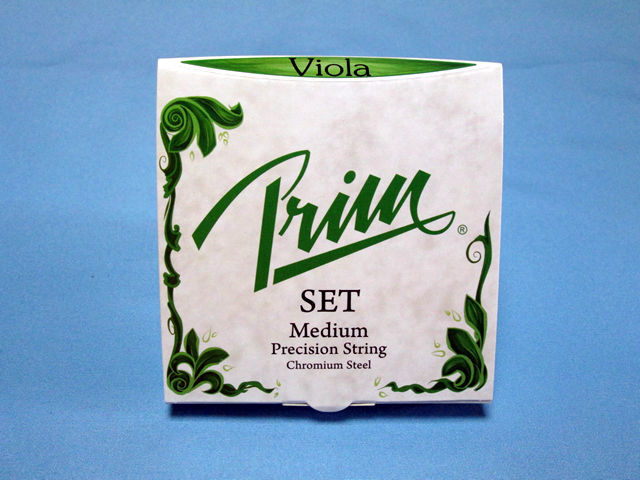 Viola
Prim ®
SET
Medium
Precision String
Chromium Steel